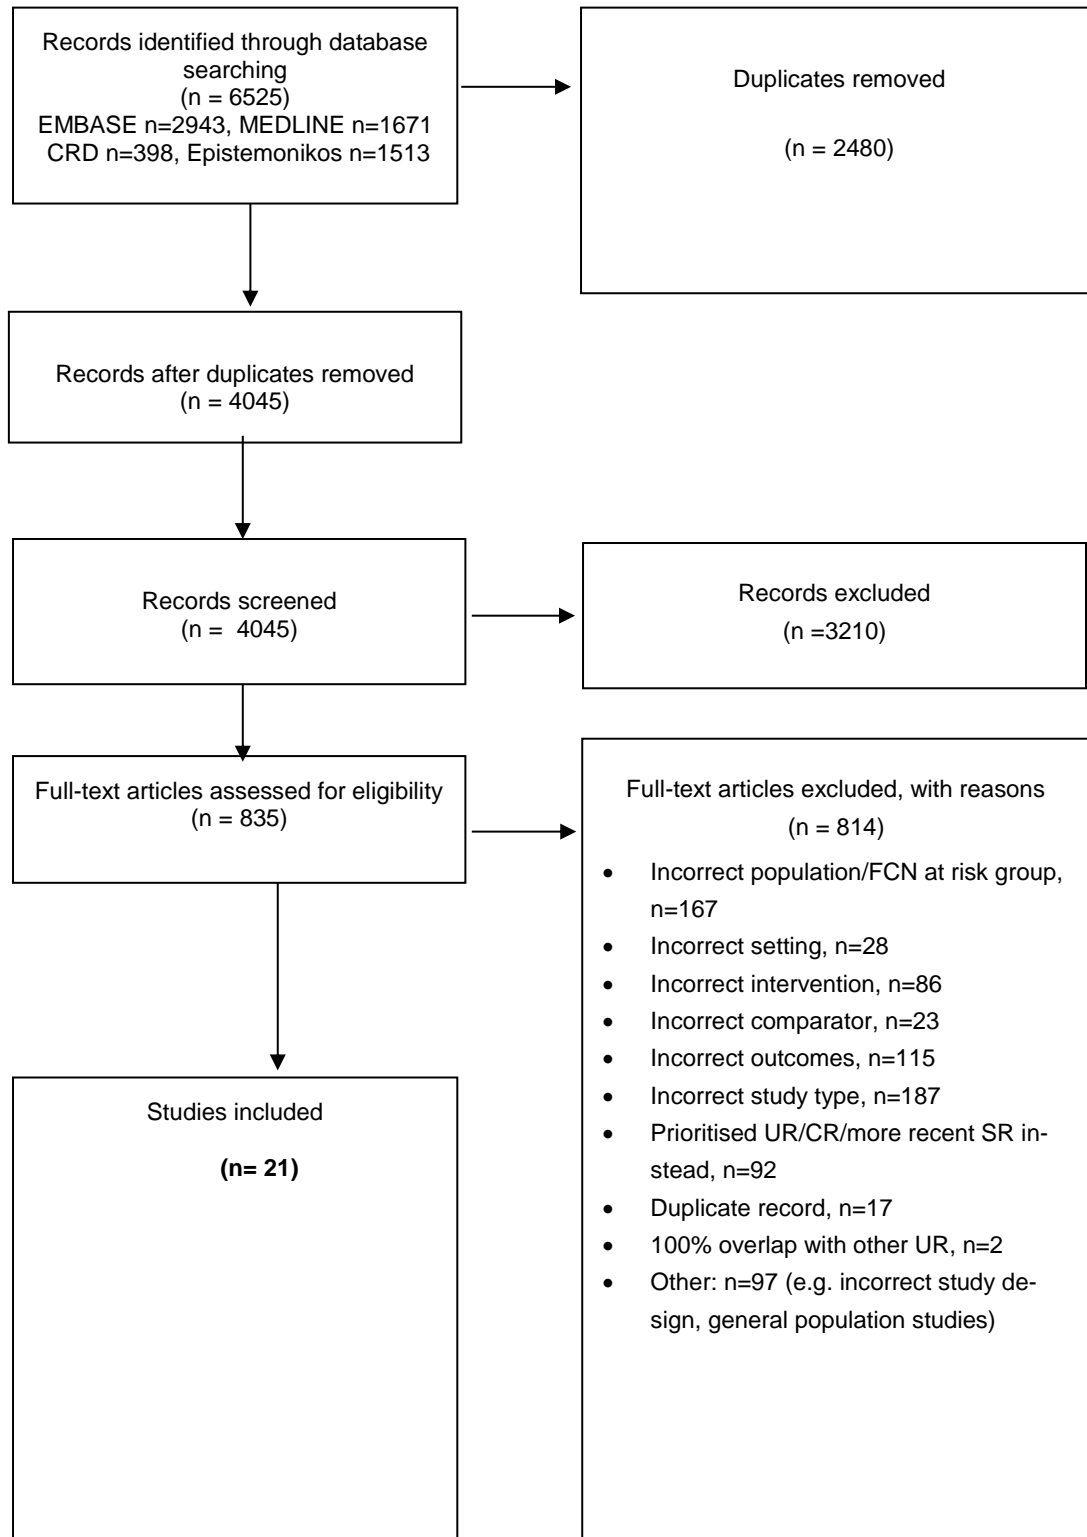 Records identified through database
searching
(n = 6525)
EMBASE n=2943, MEDLINE n=1671
CRD n=398, Epistemonikos n=1513
Duplicates removed
(n = 2480)
Records after duplicates removed
(n = 4045)
Records screened
(n =  4045)
Records excluded
(n =3210)
Full-text articles assessed for eligibility
(n = 835)
Full-text articles excluded, with reasons
(n = 814)
• Incorrect population/FCN at risk group,
n=167
• Incorrect setting, n=28
• Incorrect intervention, n=86
• Incorrect comparator, n=23
• Incorrect outcomes, n=115
• Incorrect study type, n=187
• Prioritised UR/CR/more recent SR in-
stead, n=92
• Duplicate record, n=17
• 100% overlap with other UR, n=2
• Other: n=97 (e.g. incorrect study de-
sign, general population studies)
Studies included
(n= 21)